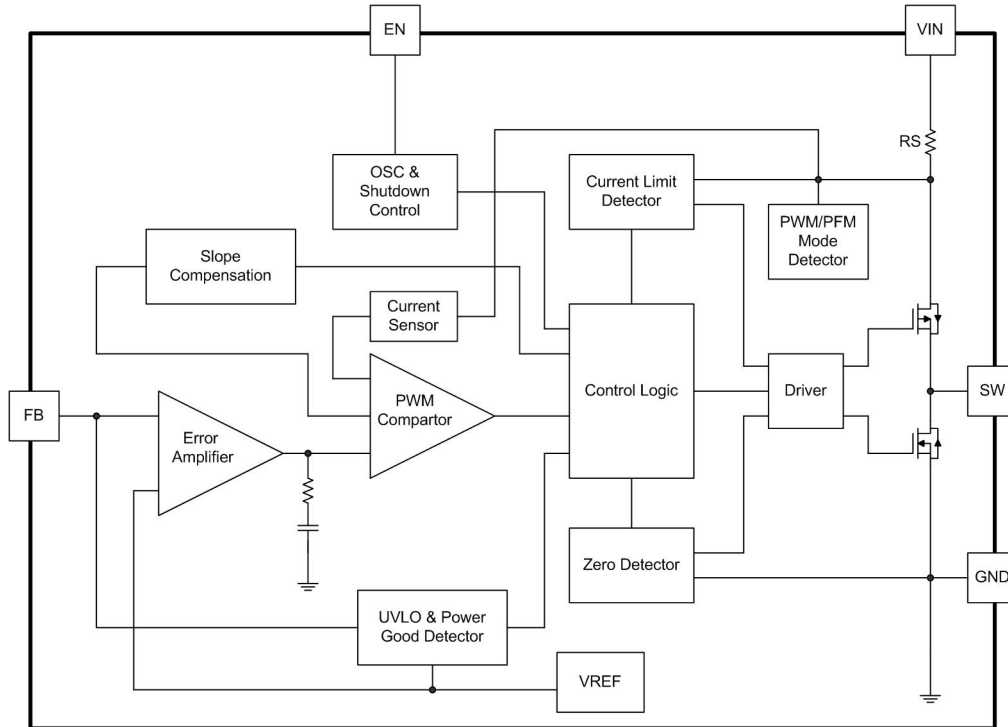 EN
VIN
RS
OSC &
Shutdown
Control
Current Limit
Detector
PWM/PFM
Mode
Detector
Slope
Compensation
Current
Sensor
FB
Error
Amplifier
PWM
Compartor
Control Logic
Driver
SW
Zero Detector
GND
UVLO & Power
Good Detector
VREF